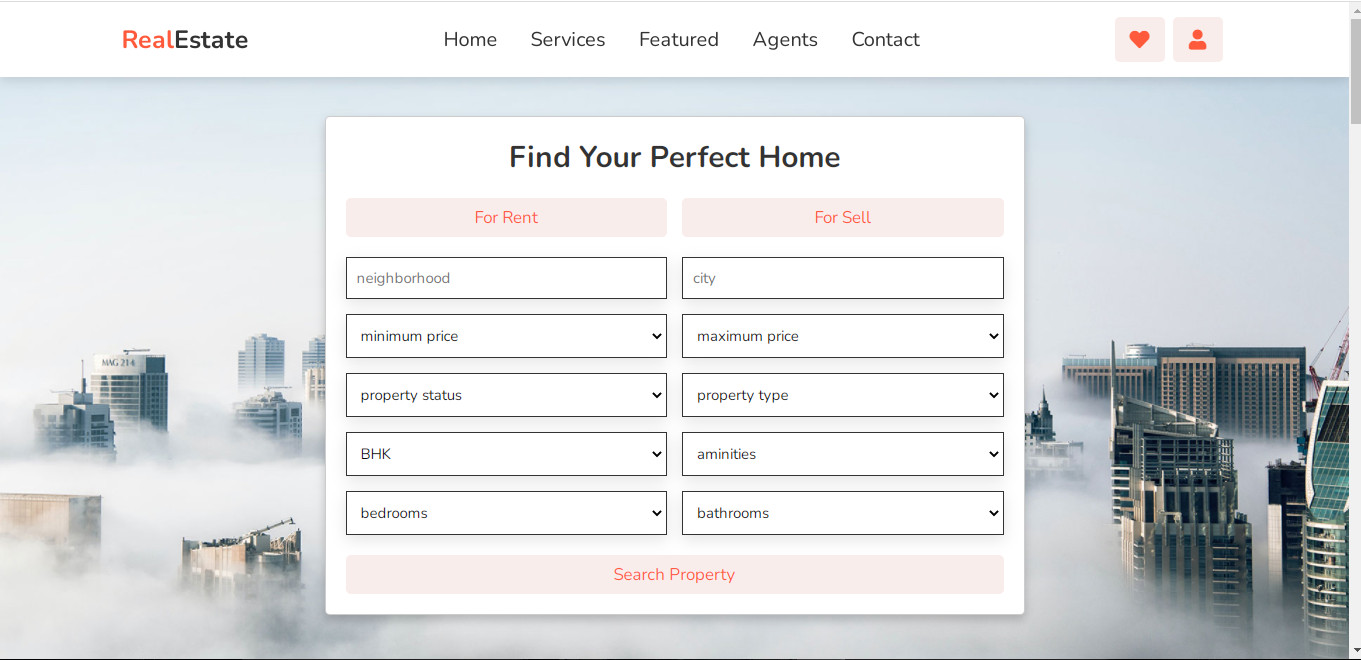 RealEstate Home Services Featured Agents Contact
Find Your Perfect Home
For Rent For Sell
neighborhood city
minimum price maximum price
property status property type
BHK aminities
bedrooms bathrooms
Search Property
MAG 214